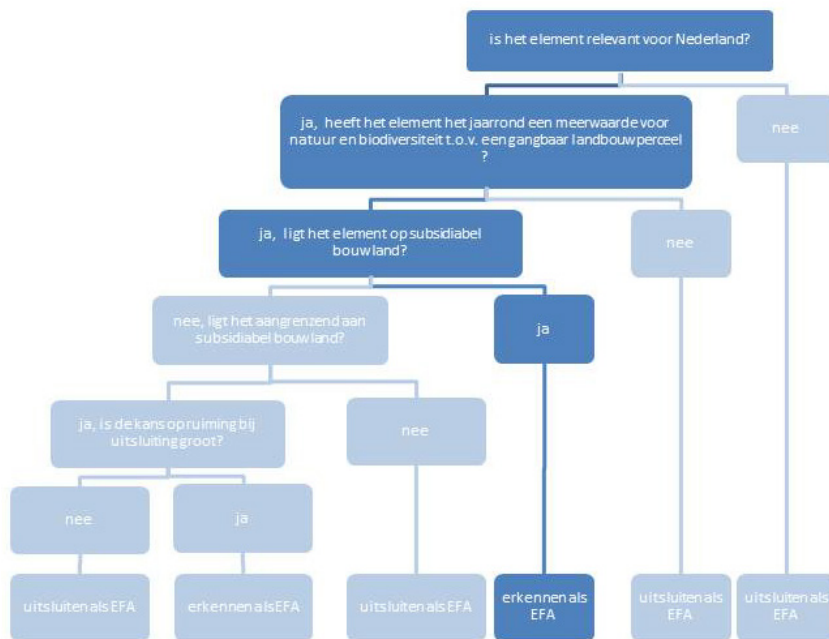 is het element relevant voor Nederland?
ja, heeft het element het jaarrond een meerwaarde voor
natuur en biodiversiteit t.o.v. een gangbaar landbouwperceel
?
nee
ja, ligt het element op subsidiabel
bouwland?
nee
nee, ligt het aangrenzend aan
subsidiabel bouwland?
ja
ja, is de kans op ruiming bij
uitsluiting groot?
nee
nee
ja
uitsluiten als EFA
erkennen als EFA
uitsluiten als EFA
erkennen als
EFA
uitsluiten als
EFA
uitsluiten als
EFA